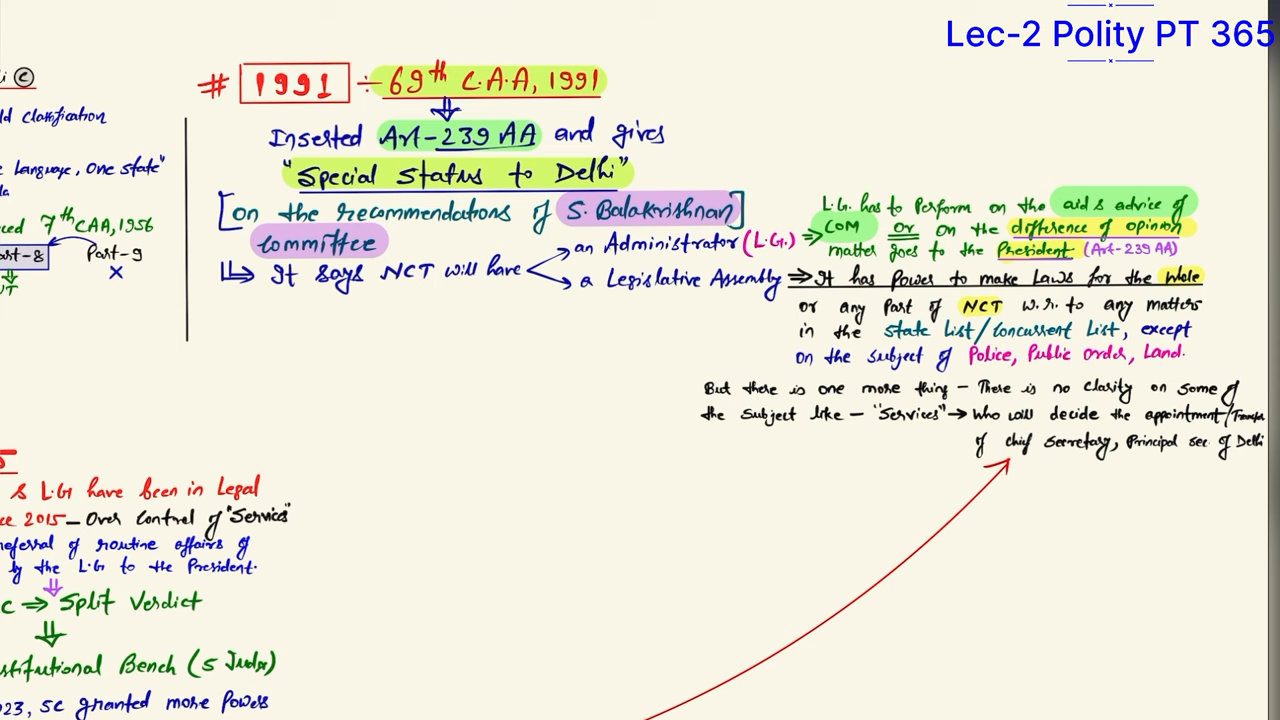 Lec-2 Polity PT 365
# 1991 ÷ 69th C.A.A, 1991
⇓
Inserted Art-239 AA and gives
"Special Status to Delhi"
[on the recommendations of S. Balakrishnan]
Committee
It says NCT will have
→ an Administrator (L.G.) ⇒
→ a Legislative Assembly
L.G. has to Perform on the aid & advice of
COM or on the difference of opinion
matter goes to the President (Art-239 AA)
⇒ It has Power to make Laws for the whole
or any Part of NCT w.r. to any matters
in the State List/Concurrent List, except
on the subject of Police, Public order, Land.
But there is one more thing - There is no clarity on some of
the Subject like - "Services" → Who will decide the appointment/Transfer
of Chief Secretary, Principal Sec. of Delhi
ld Classification
Language, One State"
7th CAA, 1956
Part-8
Part-9
×
UT
& L.G have been in Legal
2015 - Over Control of "Services"
referral of routine affairs of
by the L.G to the President.
⇓
⇒ Split Verdict
⇓
stitutional Bench (5 Judge)
023, SC granted more Powers